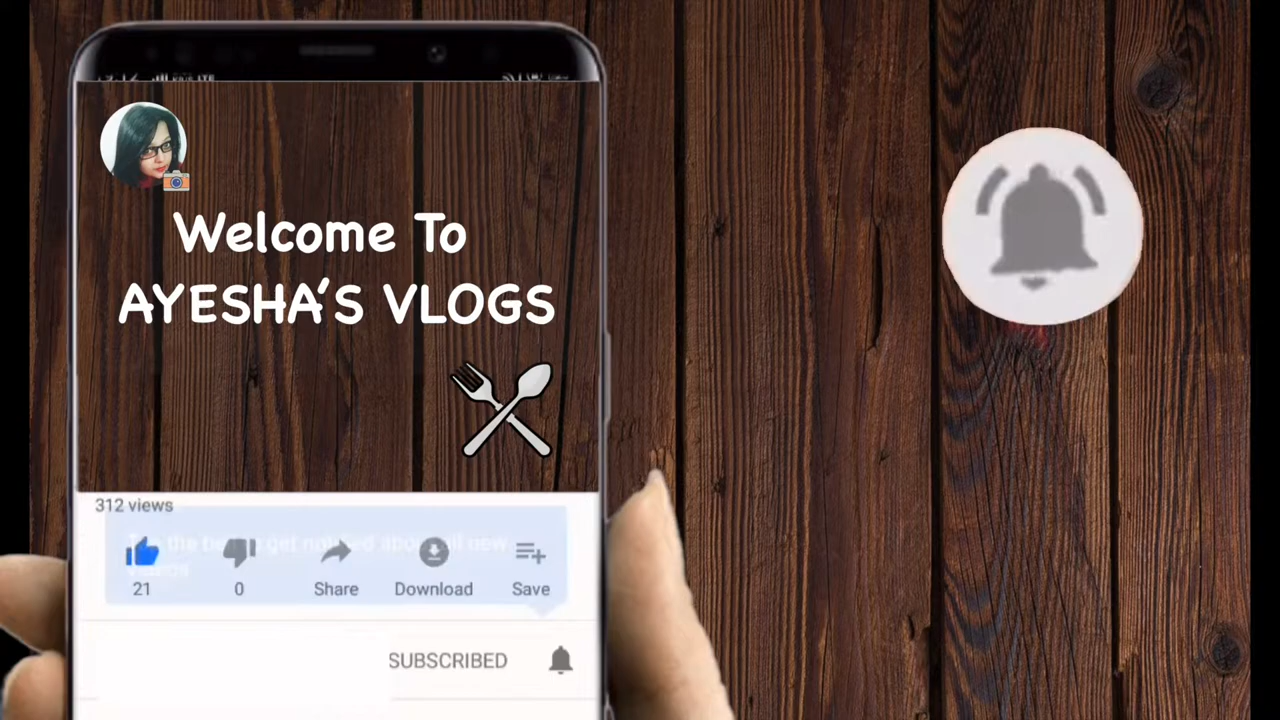 Welcome To
AYESHA'S VLOGS
312 views
21
0
Share
Download
Save
SUBSCRIBED